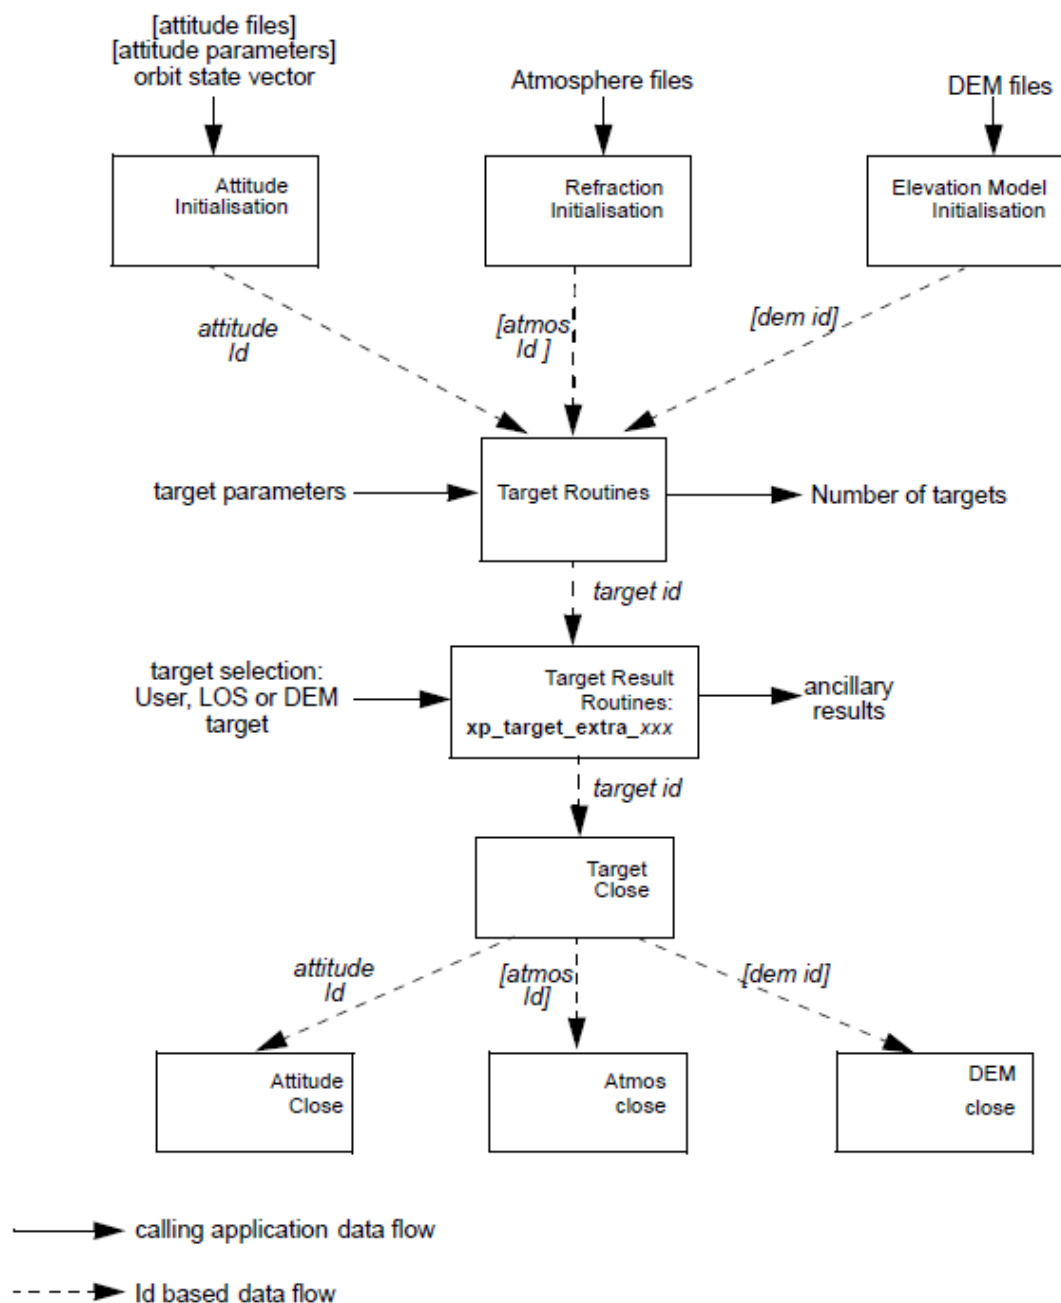 [attitude files]
[attitude parameters]
orbit state vector
Atmosphere files
DEM files
Attitude
Initialisation
Refraction
Initialisation
Elevation Model
Initialisation
attitude
Id
[atmos
Id ]
[dem id]
target parameters
Target Routines
Number of targets
target id
target selection:
User, LOS or DEM
target
Target Result
Routines:
xp_target_extra_xxx
ancillary
results
target id
Target
Close
attitude
Id
[atmos
Id]
[dem id]
Attitude
Close
Atmos
close
DEM
close
calling application data flow
Id based data flow